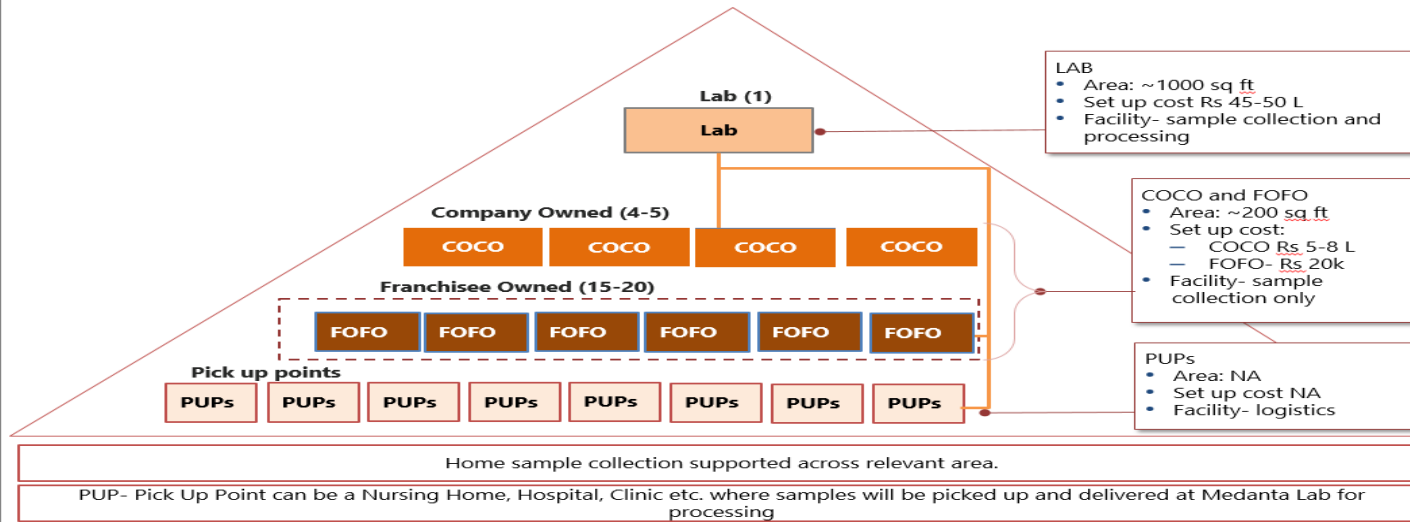 Lab (1)
Lab
LAB
• Area: ~1000 sq ft
• Set up cost Rs 45-50 L
• Facility- sample collection and
processing
Company Owned (4-5)
COCO COCO COCO COCO
COCO and FOFO
• Area: ~200 sq ft
• Set up cost:
— COCO Rs 5-8 L
— FOFO- Rs 20k
• Facility- sample
collection only
Franchisee Owned (15-20)
FOFO FOFO FOFO FOFO FOFO FOFO
Pick up points
PUPs PUPs PUPs PUPs PUPs PUPs PUPs PUPs
PUPs
• Area: NA
• Set up cost NA
• Facility- logistics
Home sample collection supported across relevant area.
PUP- Pick Up Point can be a Nursing Home, Hospital, Clinic etc. where samples will be picked up and delivered at Medanta Lab for
processing